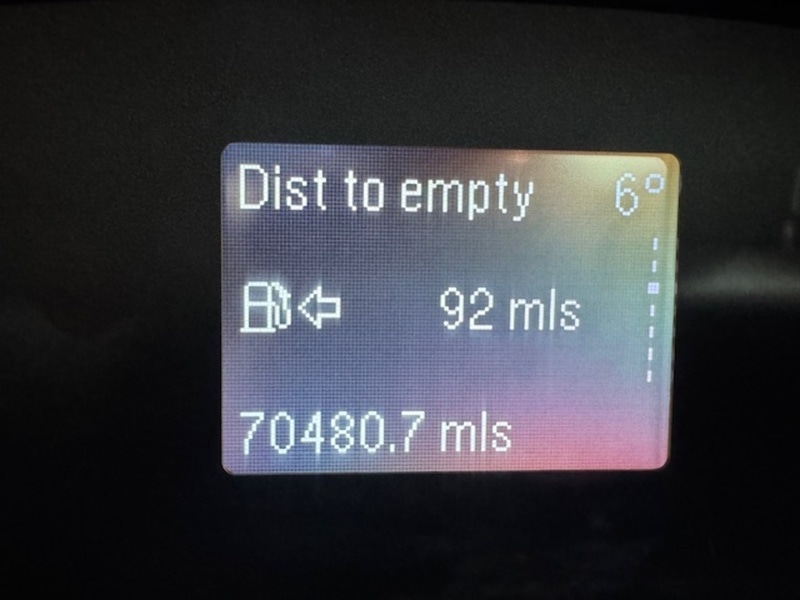 Dist to empty 6°
92 mls
70480.7 mls